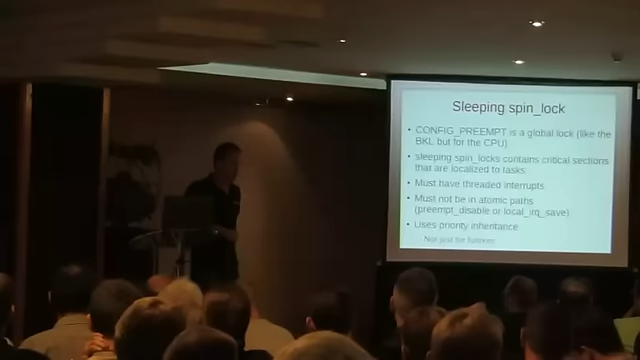 Sleeping spin_lock
• CONFIG_PREEMPT is a global lock (like the
BKL but for the CPU)
• sleeping spin_locks contains critical sections
that are localized to tasks
• Must have threaded interrupts
• Must not be in atomic paths
(preempt_disable or local_irq_save)
• Uses priority inheritance
Not just for futexes